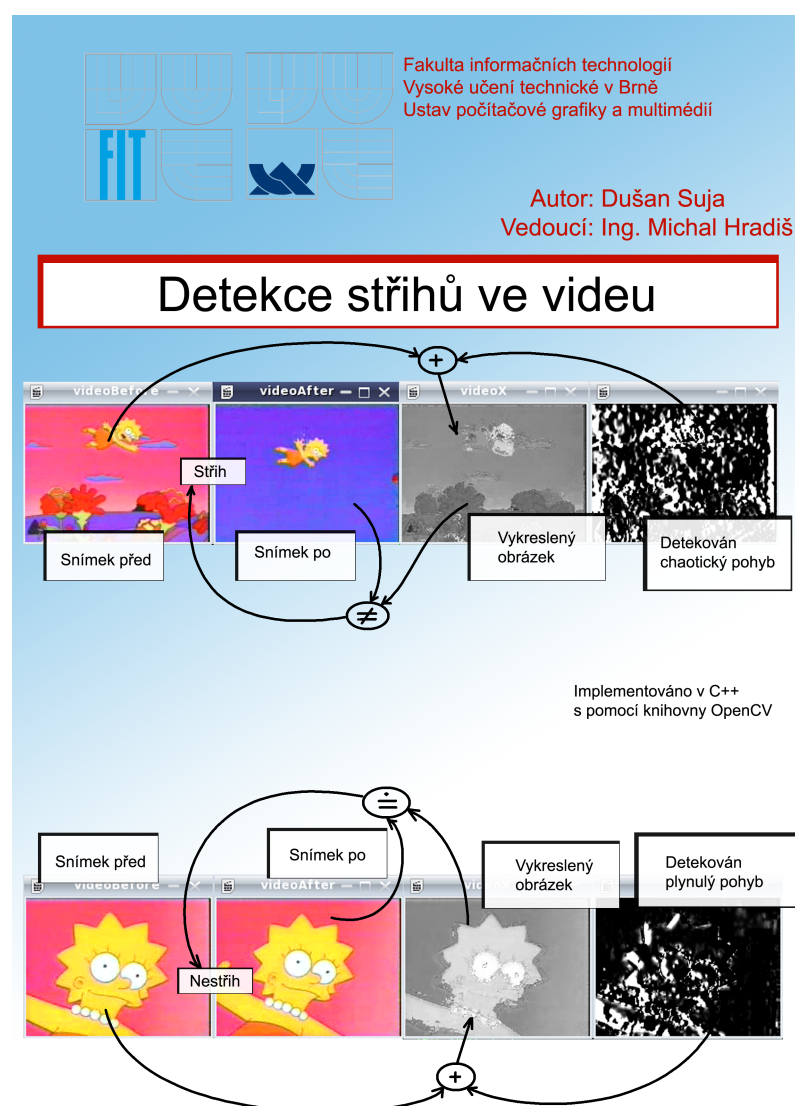 Fakulta informačních technologií
Vysoké učení technické v Brně
Ustav počítačové grafiky a multimédií
FIT
Autor: Dušan Suja
Vedoucí: Ing. Michal Hradiš
Detekce střihů ve videu
+
videoBefore
videoAfter
videoX
Střih
Snímek před
Snímek po
Vykreslený
obrázek
Detekován
chaotický pohyb
≠
Implementováno v C++
s pomocí knihovny OpenCV
≐
Snímek před
Snímek po
Vykreslený
obrázek
Detekován
plynulý pohyb
videoBefore
videoAfter
Nestřih
+